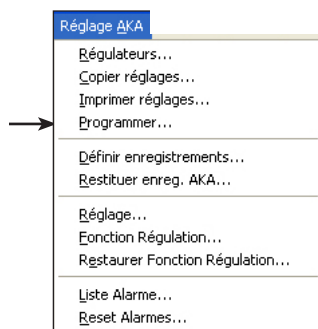 Réglage AKA
Régulateurs...
Copier réglages...
Imprimer réglages...
Programmer...
Définir enregistrements...
Restituer enreg. AKA...
Réglage...
Fonction Régulation...
Restaurer Fonction Régulation...
Liste Alarme...
Reset Alarmes...